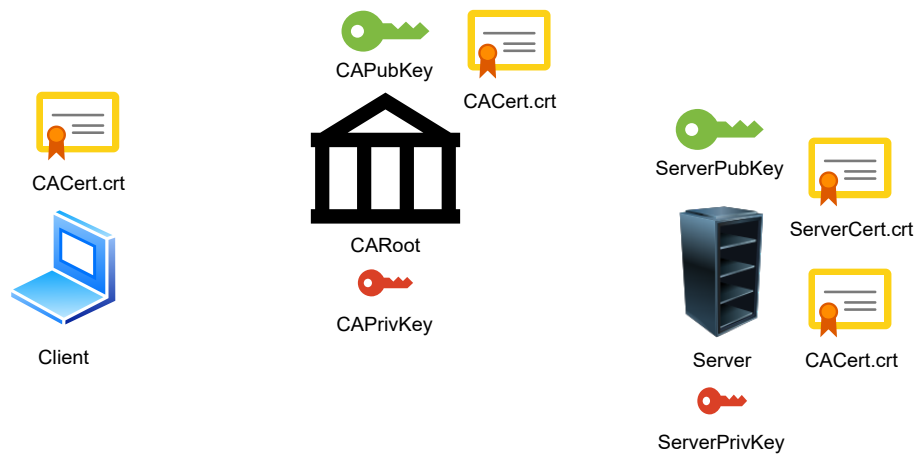 CAPubKey
CACert.crt
CACert.crt
ServerPubKey
ServerCert.crt
CARoot
CAPrivKey
Client
Server
CACert.crt
ServerPrivKey